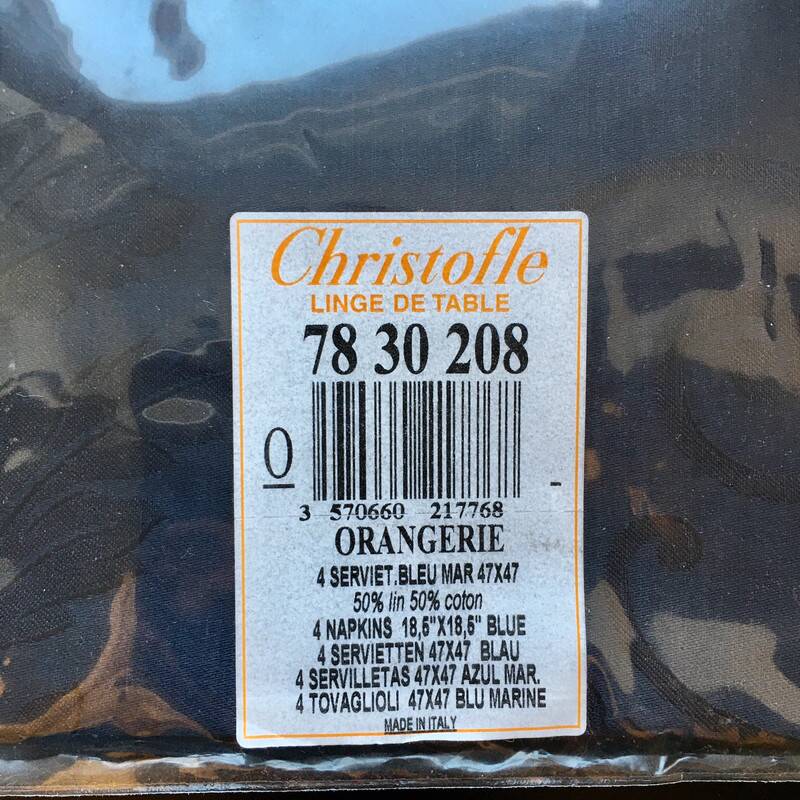 Christofle
LINGE DE TABLE
78 30 208
0
-
3 570660 217768
ORANGERIE
4 SERVIET.BLEU MAR 47X47
50% lin 50% coton
4 NAPKINS 18,6"X18,6" BLUE
4 SERVIETTEN 47X47 BLAU
4 SERVILLETAS 47X47 AZUL MAR.
4 TOVAGLIOLI 47X47 BLU MARINE
MADE IN ITALY